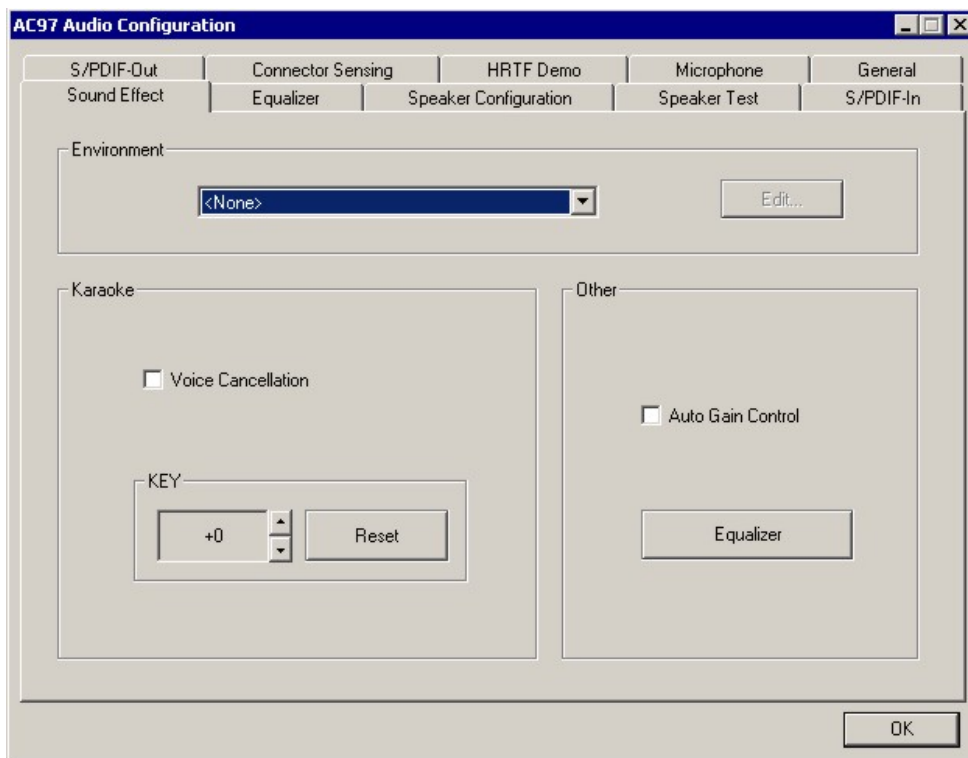 AC97 Audio Configuration
S/PDIF-Out Connector Sensing HRTF Demo Microphone General
Sound Effect Equalizer Speaker Configuration Speaker Test S/PDIF-In
Environment
<None> Edit...
Karaoke
Voice Cancellation
KEY
+0 Reset
Other
Auto Gain Control
Equalizer
OK